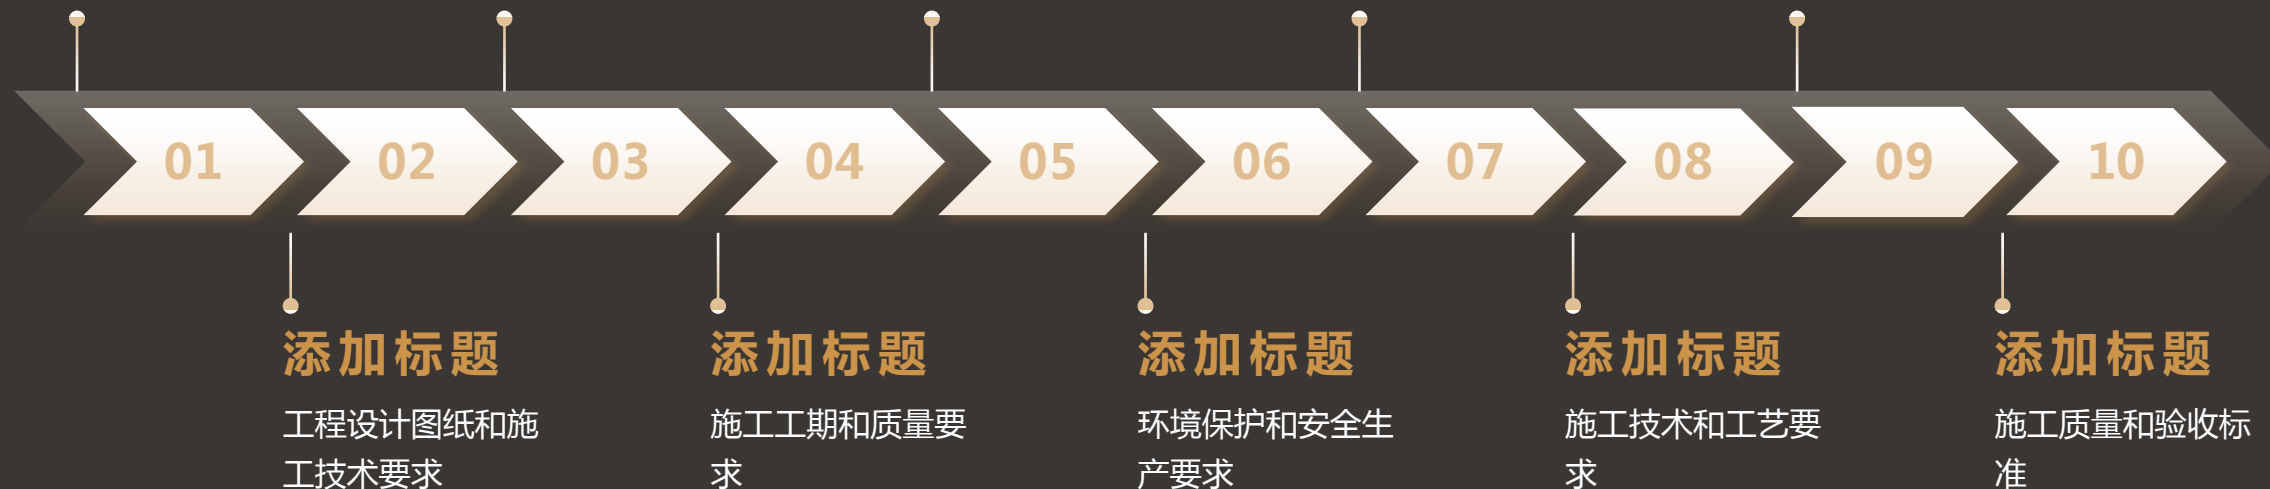 01
02
03
04
05
06
07
08
09
10
添加标题
工程设计图纸和施
工技术要求
添加标题
施工工期和质量要
求
添加标题
环境保护和安全生
产要求
添加标题
施工技术和工艺要
求
添加标题
施工质量和验收标
准